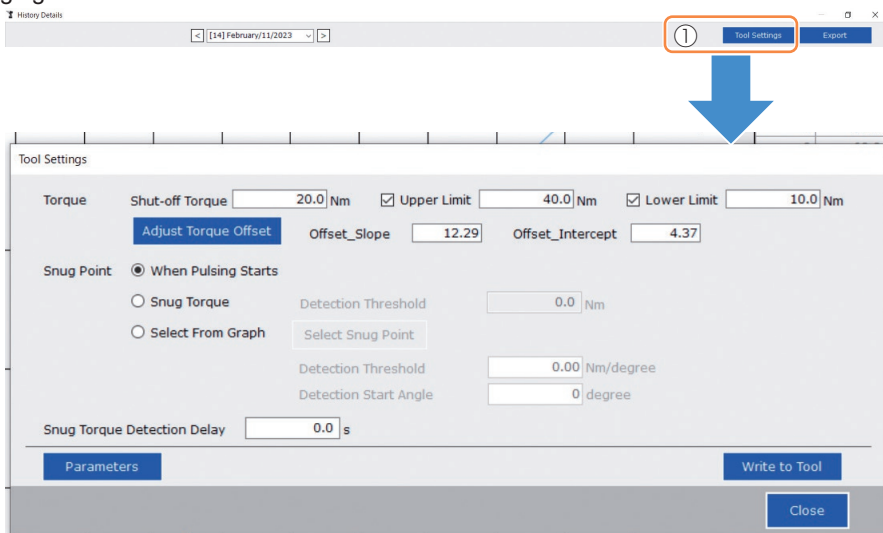 History Details
< [14] February/11/2023 >
① Tool Settings Export
Tool Settings
Torque Shut-off Torque 20.0 Nm Upper Limit 40.0 Nm Lower Limit 10.0 Nm
Adjust Torque Offset Offset_Slope 12.29 Offset_Intercept 4.37
Snug Point When Pulsing Starts
Snug Torque Detection Threshold 0.0 Nm
Select From Graph Select Snug Point
Detection Threshold 0.00 Nm/degree
Detection Start Angle 0 degree
Snug Torque Detection Delay 0.0 s
Parameters Write to Tool
Close